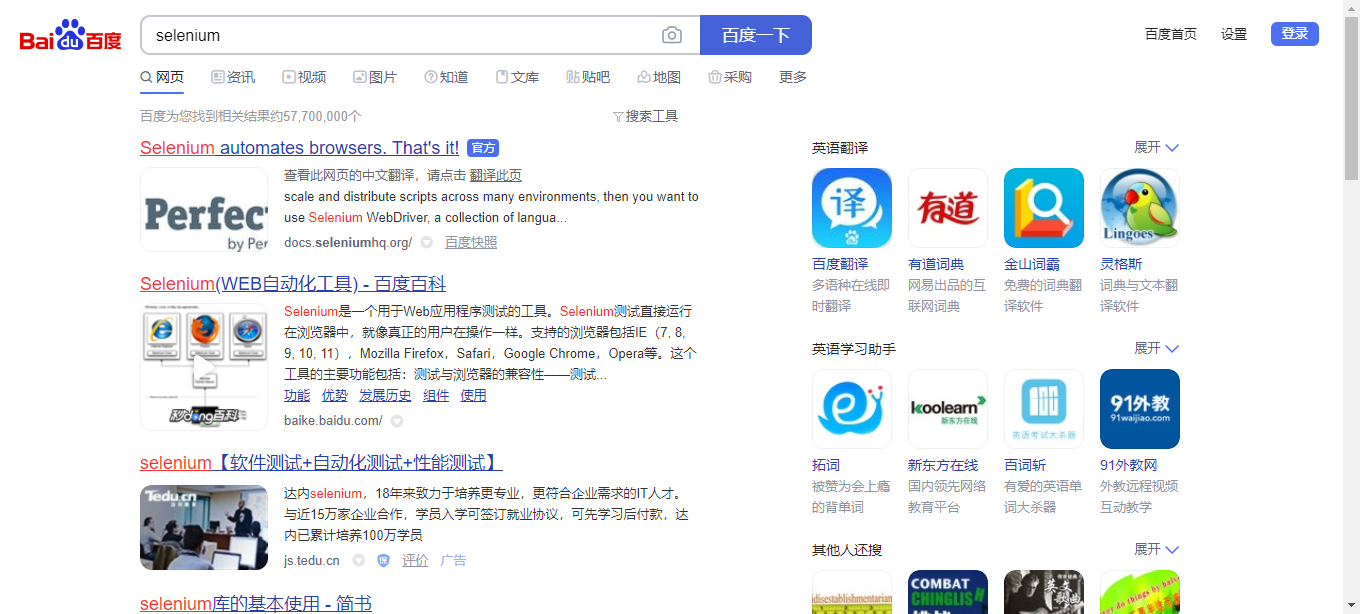 Bai du 百度
selenium
百度一下
百度首页
设置
登录
网页
资讯
视频
图片
知道
文库
贴吧
地图
采购
更多
百度为您找到相关结果约57,700,000个
搜索工具
Selenium automates browsers. That's it! 官方
Perfec
by Per
查看此网页的中文翻译，请点击 翻译此页
scale and distribute scripts across many environments, then you want to
use Selenium WebDriver, a collection of langua...
docs.seleniumhq.org/ 百度快照
Selenium(WEB自动化工具) - 百度百科
秒dong百科
Selenium是一个用于Web应用程序测试的工具。Selenium测试直接运行
在浏览器中，就像真正的用户在操作一样。支持的浏览器包括IE（7, 8,
9, 10, 11），Mozilla Firefox，Safari，Google Chrome，Opera等。这个
工具的主要功能包括：测试与浏览器的兼容性——测试...
功能 优势 发展历史 组件 使用
baike.baidu.com/
selenium【软件测试+自动化测试+性能测试】
Tedu.cn
达内selenium，18年来致力于培养更专业，更符合企业需求的IT人才。
与近15万家企业合作，学员入学可签订就业协议，可先学习后付款，达
内已累计培养100万学员
js.tedu.cn 评价 广告
selenium库的基本使用 - 简书
英语翻译 展开
译
有道
Lingoes
百度翻译 有道词典 金山词霸 灵格斯
多语种在线即 网易出品的互 免费的词典翻 词典与文本翻
时翻译 联网词典 译软件 译软件
英语学习助手 展开
koolearn
新东方在线
英语考试大杀器
91外教
91waijiao.com
拓词 新东方在线 百词斩 91外教网
被赞为会上瘾 国内领先网络 有爱的英语单 外教远程视频
的背单词 教育平台 词大杀器 互动教学
其他人还搜 展开
COMBAT
CHINGLISH